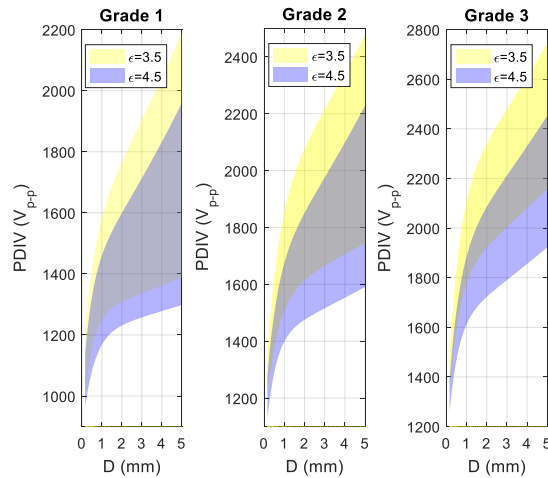 Grade 1
Grade 2
Grade 3
ϵ=3.5
ϵ=4.5
ϵ=3.5
ϵ=4.5
ϵ=3.5
ϵ=4.5
PDIV (Vp-p)
PDIV (Vp-p)
PDIV (Vp-p)
2200
2000
1800
1600
1400
1200
1000
2400
2200
2000
1800
1600
1400
1200
2800
2600
2400
2200
2000
1800
1600
1400
1200
0 1 2 3 4 5
0 1 2 3 4 5
0 1 2 3 4 5
D (mm)
D (mm)
D (mm)